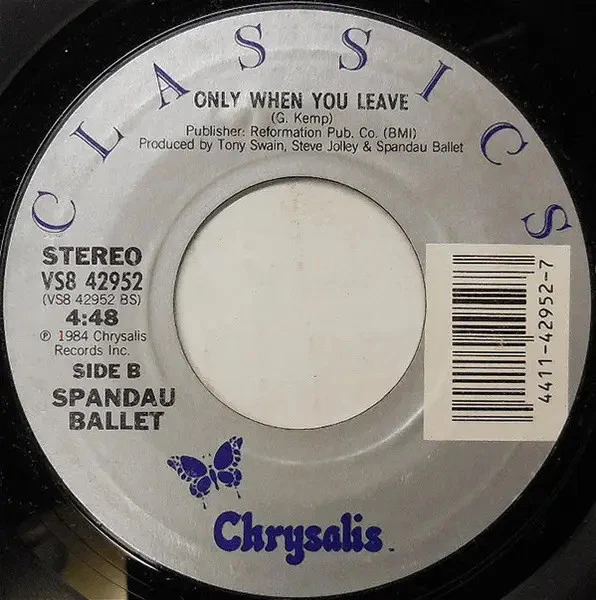 CLASSICS
ONLY WHEN YOU LEAVE
(G. Kemp)
Publisher: Reformation Pub. Co. (BMI)
Produced by Tony Swain, Steve Jolley & Spandau Ballet
STEREO
VS8 42952
(VS8 42952 BS)
4:48
℗ 1984 Chrysalis
Records Inc.
SIDE B
SPANDAU
BALLET
4411-42952-7
Chrysalis™